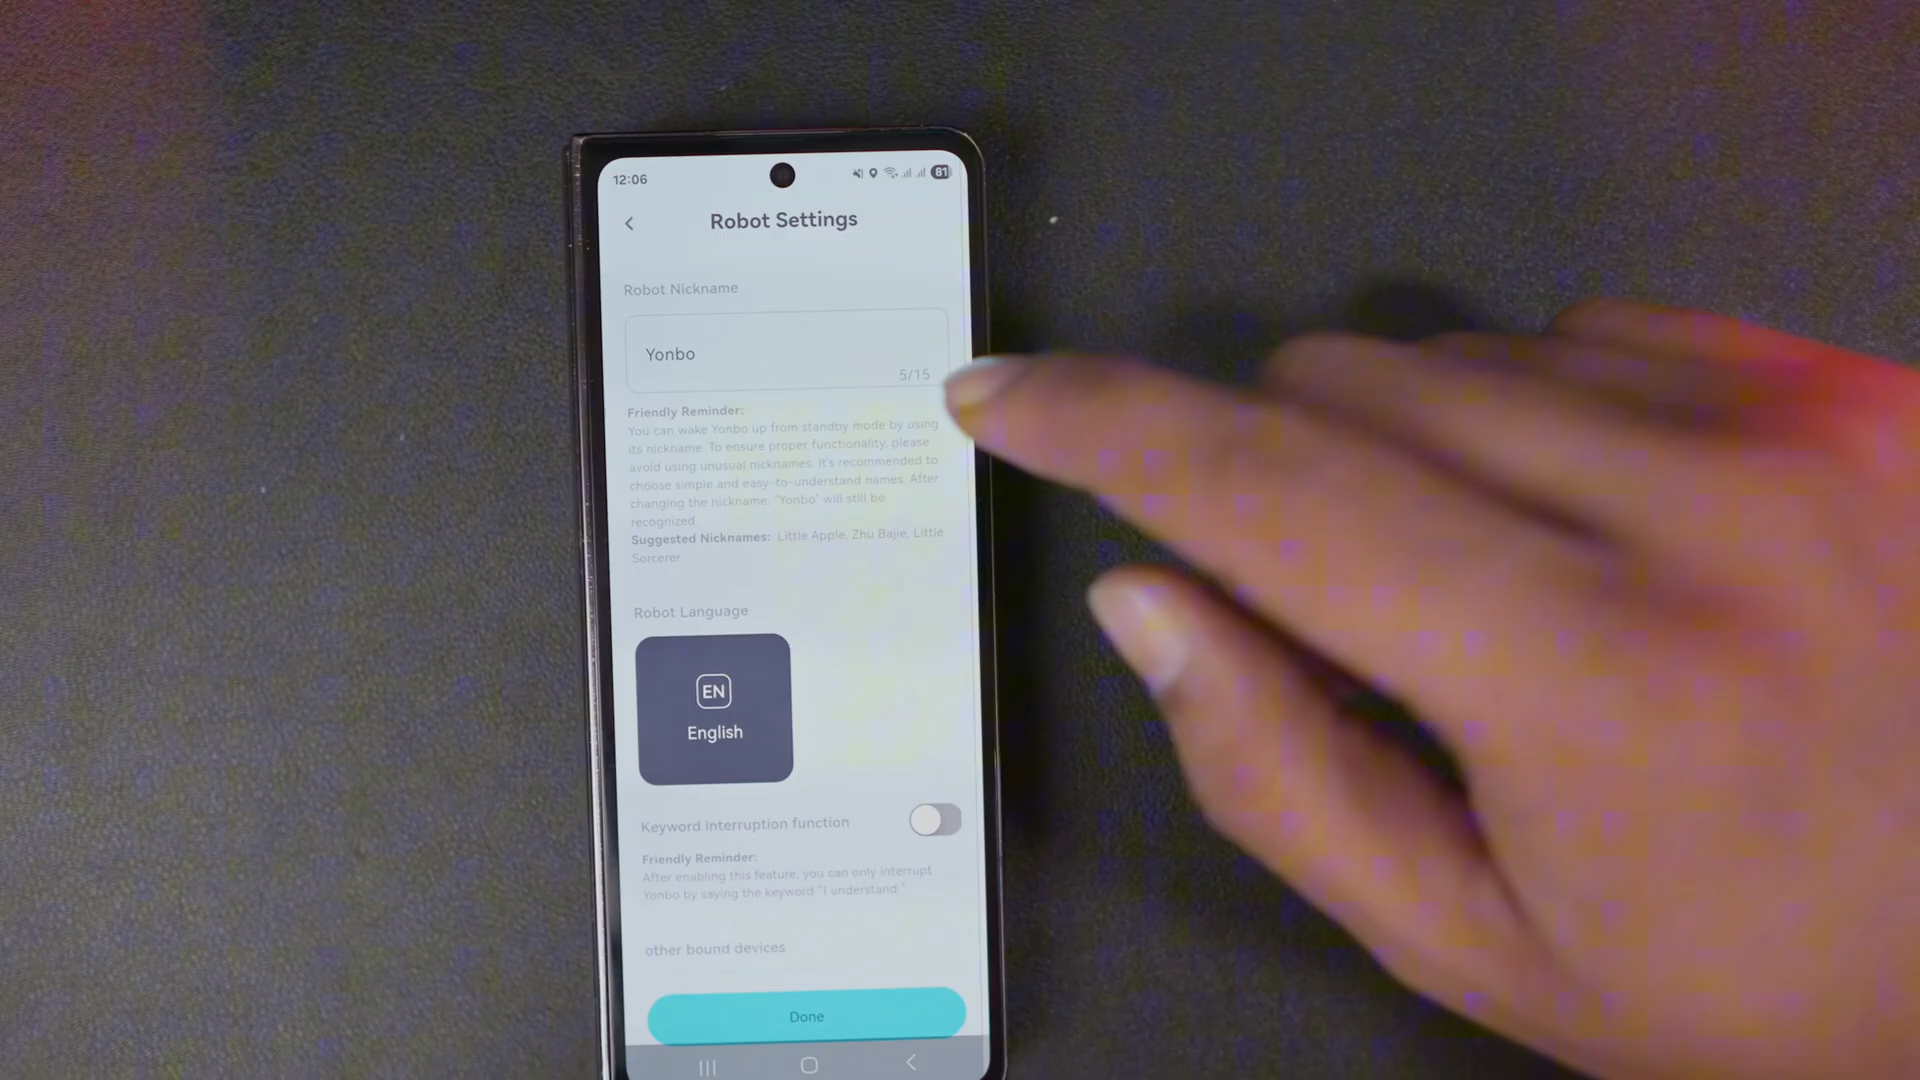 12:06
81
Robot Settings
Robot Nickname
Yonbo
5/15
Friendly Reminder:
You can wake Yonbo up from standby mode by using
its nickname. To ensure proper functionality, please
avoid using unusual nicknames. It's recommended to
choose simple and easy-to-understand names. After
changing the nickname, "Yonbo" will still be
recognized.
Suggested Nicknames: Little Apple, Zhu Bajie, Little
Sorcerer
Robot Language
EN
English
Keyword interruption function
Friendly Reminder:
After enabling this feature, you can only interrupt
Yonbo by saying the keyword "I understand."
other bound devices
Done